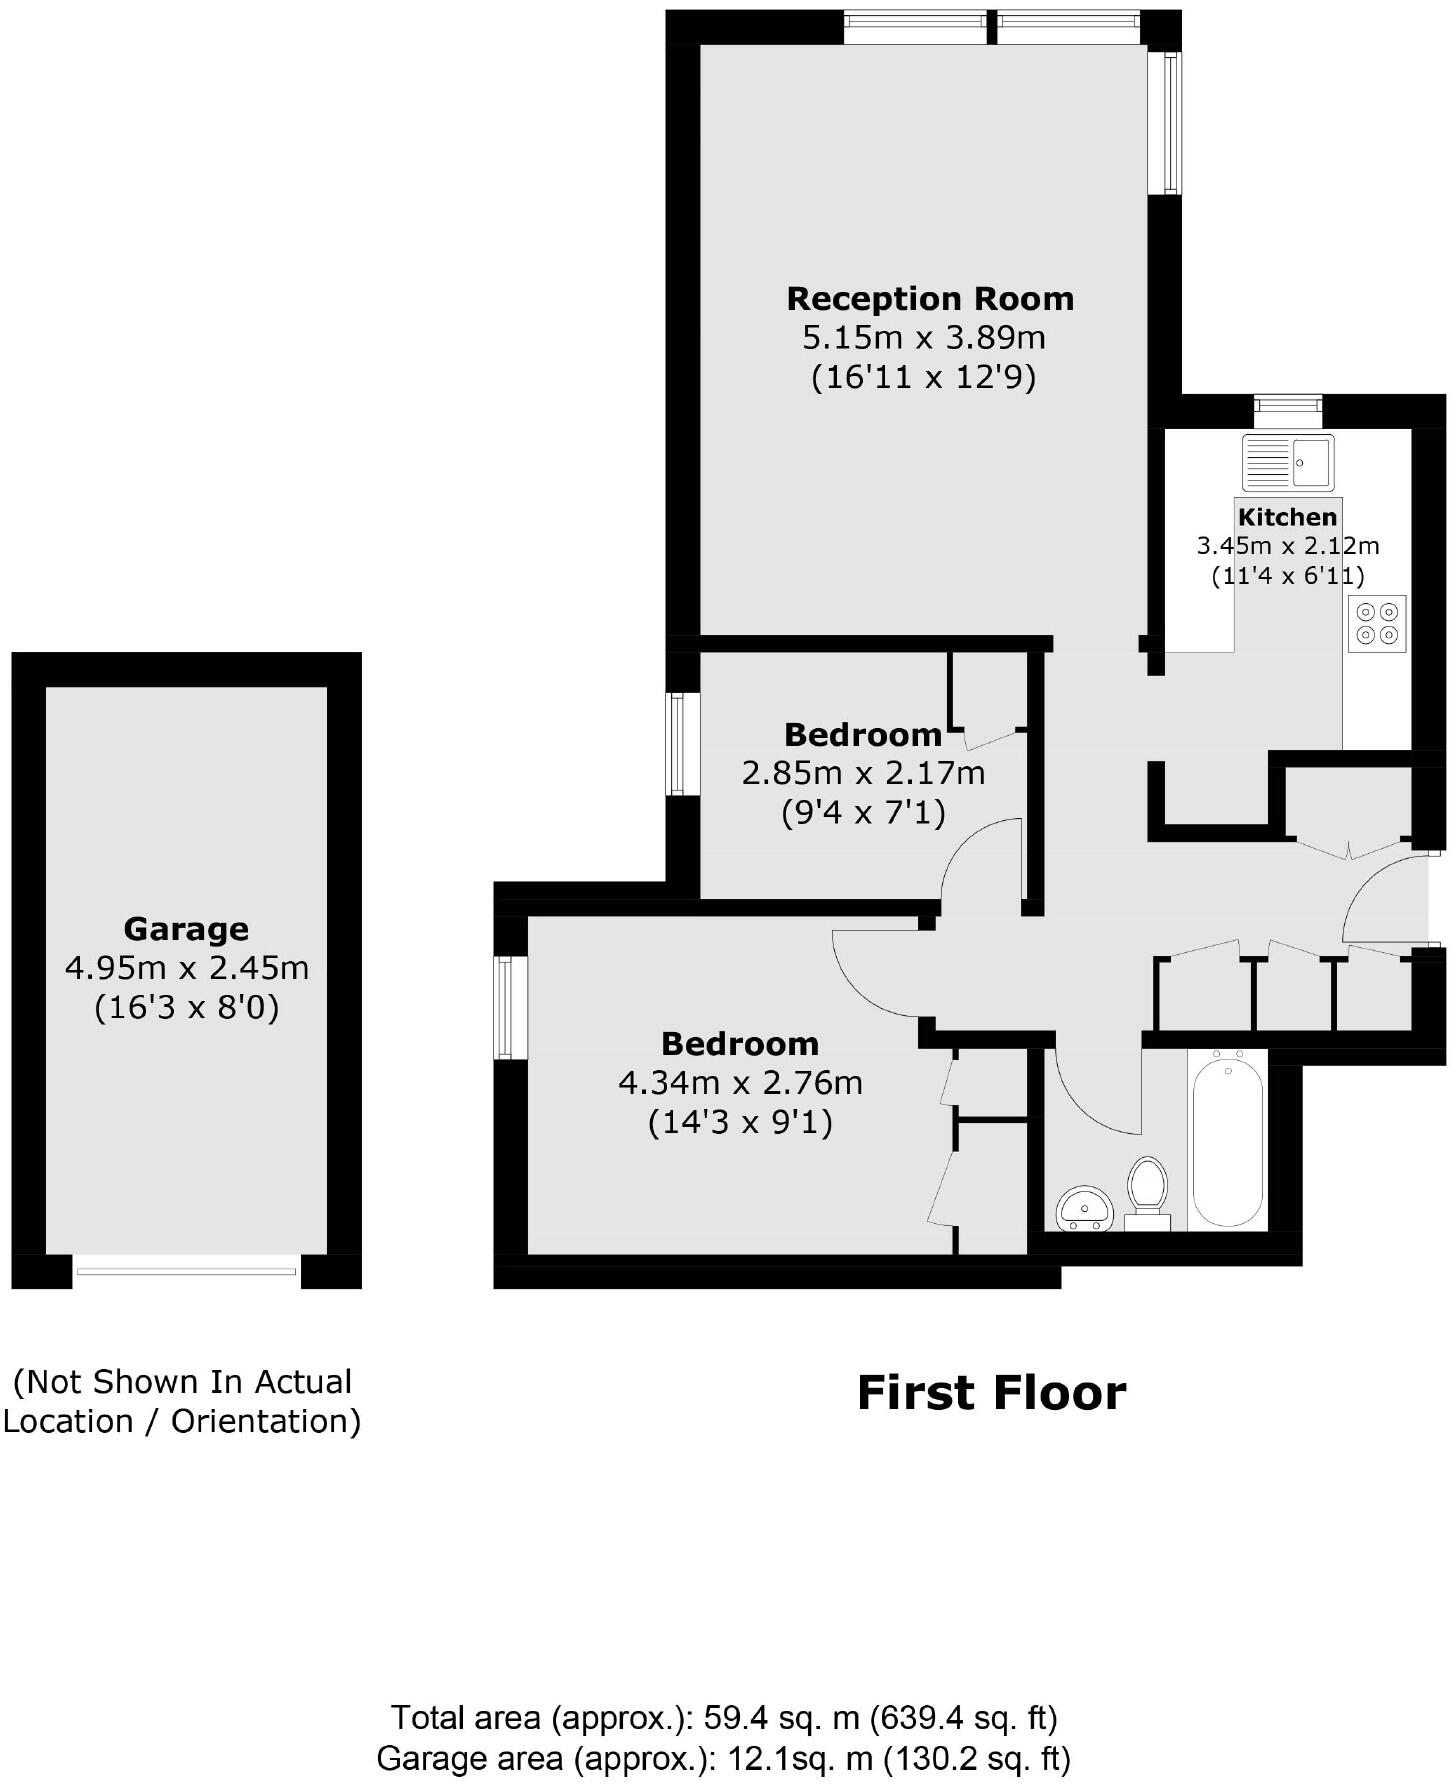 Reception Room
5.15m x 3.89m
(16'11 x 12'9)
Kitchen
3.45m x 2.12m
(11'4 x 6'11)
Bedroom
2.85m x 2.17m
(9'4 x 7'1)
Garage
4.95m x 2.45m
(16'3 x 8'0)
Bedroom
4.34m x 2.76m
(14'3 x 9'1)
(Not Shown In Actual
Location / Orientation)
First Floor
Total area (approx.): 59.4 sq. m (639.4 sq. ft)
Garage area (approx.): 12.1sq. m (130.2 sq. ft)